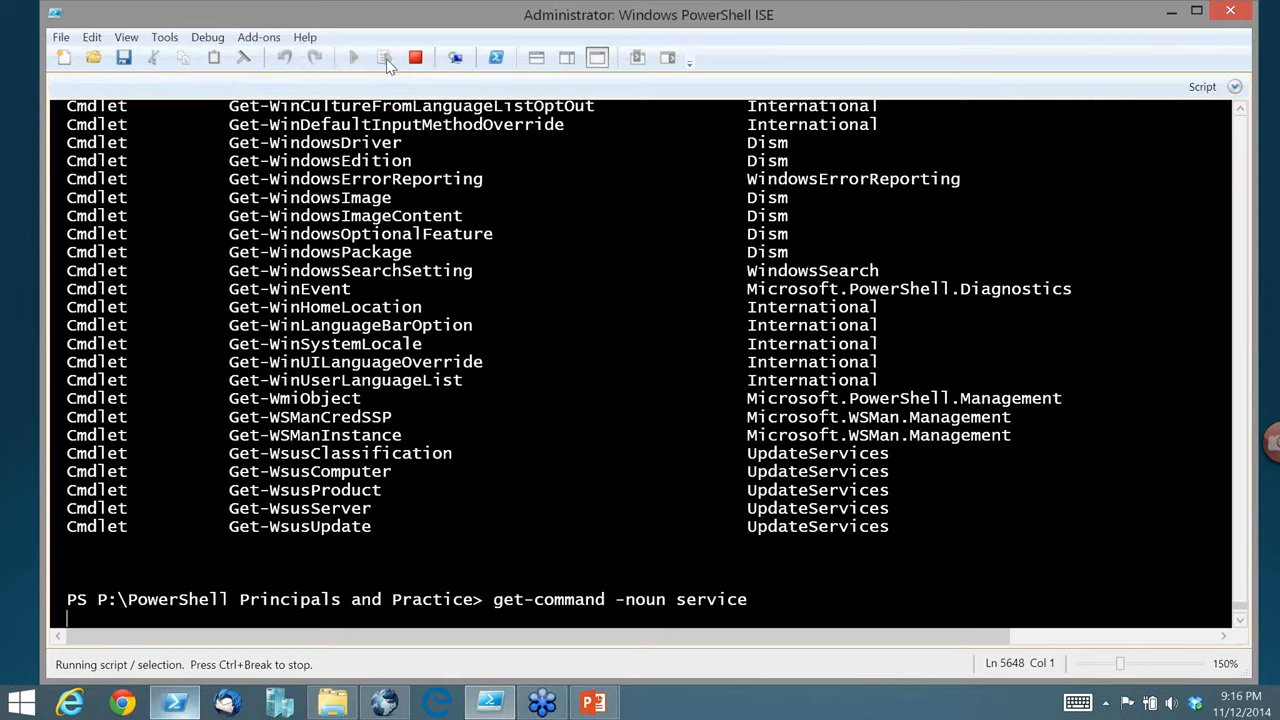 Administrator: Windows PowerShell ISE
File Edit View Tools Debug Add-ons Help
Script
Cmdlet Get-WinCultureFromLanguageListOptOut International
Cmdlet Get-WinDefaultInputMethodOverride International
Cmdlet Get-WindowsDriver Dism
Cmdlet Get-WindowsEdition Dism
Cmdlet Get-WindowsErrorReporting WindowsErrorReporting
Cmdlet Get-WindowsImage Dism
Cmdlet Get-WindowsImageContent Dism
Cmdlet Get-WindowsOptionalFeature Dism
Cmdlet Get-WindowsPackage Dism
Cmdlet Get-WindowsSearchSetting WindowsSearch
Cmdlet Get-WinEvent Microsoft.PowerShell.Diagnostics
Cmdlet Get-WinHomeLocation International
Cmdlet Get-WinLanguageBarOption International
Cmdlet Get-WinSystemLocale International
Cmdlet Get-WinUILanguageOverride International
Cmdlet Get-WinUserLanguageList International
Cmdlet Get-WmiObject Microsoft.PowerShell.Management
Cmdlet Get-WSManCredSSP Microsoft.WSMan.Management
Cmdlet Get-WSManInstance Microsoft.WSMan.Management
Cmdlet Get-WsusClassification UpdateServices
Cmdlet Get-WsusComputer UpdateServices
Cmdlet Get-WsusProduct UpdateServices
Cmdlet Get-WsusServer UpdateServices
Cmdlet Get-WsusUpdate UpdateServices
PS P:\PowerShell Principals and Practice> get-command -noun service
Running script / selection. Press Ctrl+Break to stop. Ln 5648 Col 1 150%
9:16 PM
11/12/2014